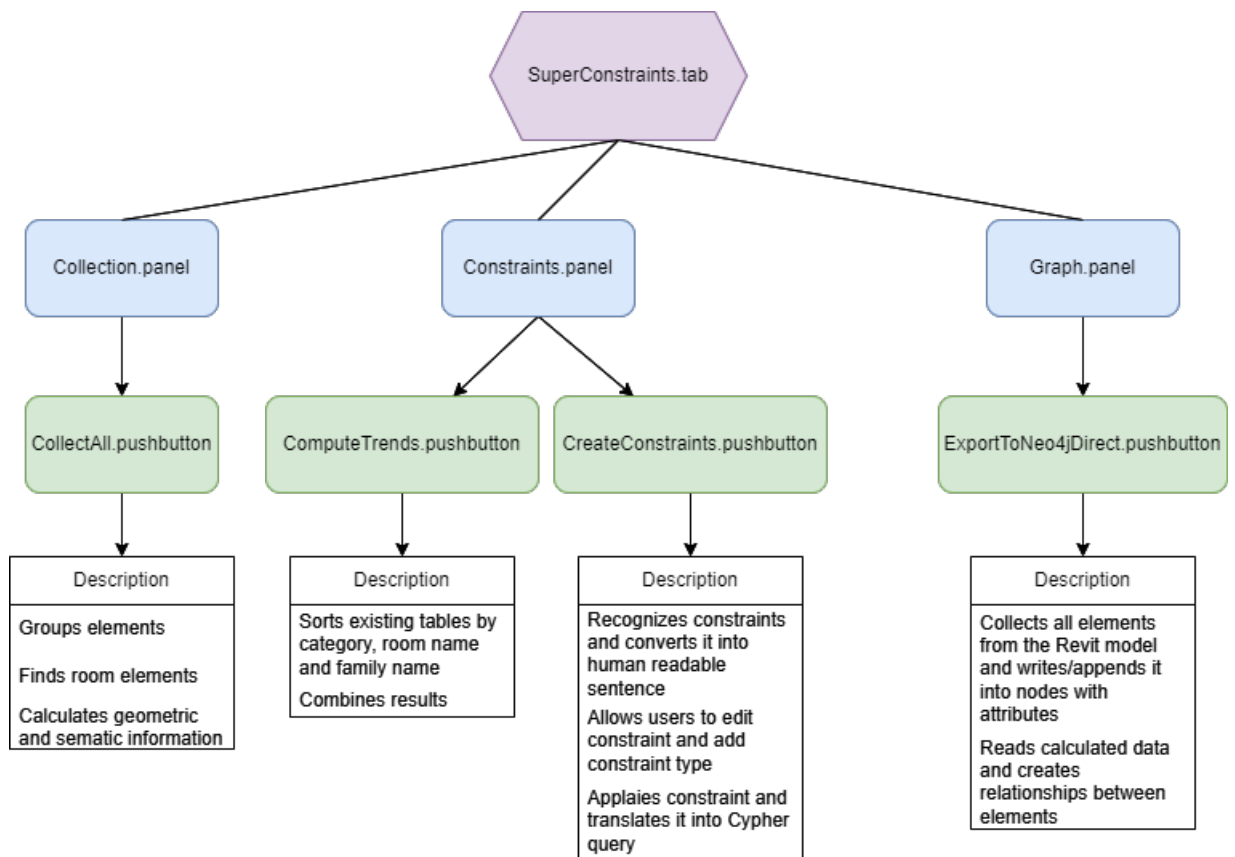 SuperConstraints.tab
Collection.panel
Constraints.panel
Graph.panel
CollectAll.pushbutton
ComputeTrends.pushbutton
CreateConstraints.pushbutton
ExportToNeo4jDirect.pushbutton
Description
Groups elements
Finds room elements
Calculates geometric
and sematic information
Description
Sorts existing tables by
category, room name
and family name
Combines results
Description
Recognizes constraints
and converts it into
human readable
sentence
Allows users to edit
constraint and add
constraint type
Applaies constraint and
translates it into Cypher
query
Description
Collects all elements
from the Revit model
and writes/appends it
into nodes with
attributes
Reads calculated data
and creates
relationships between
elements